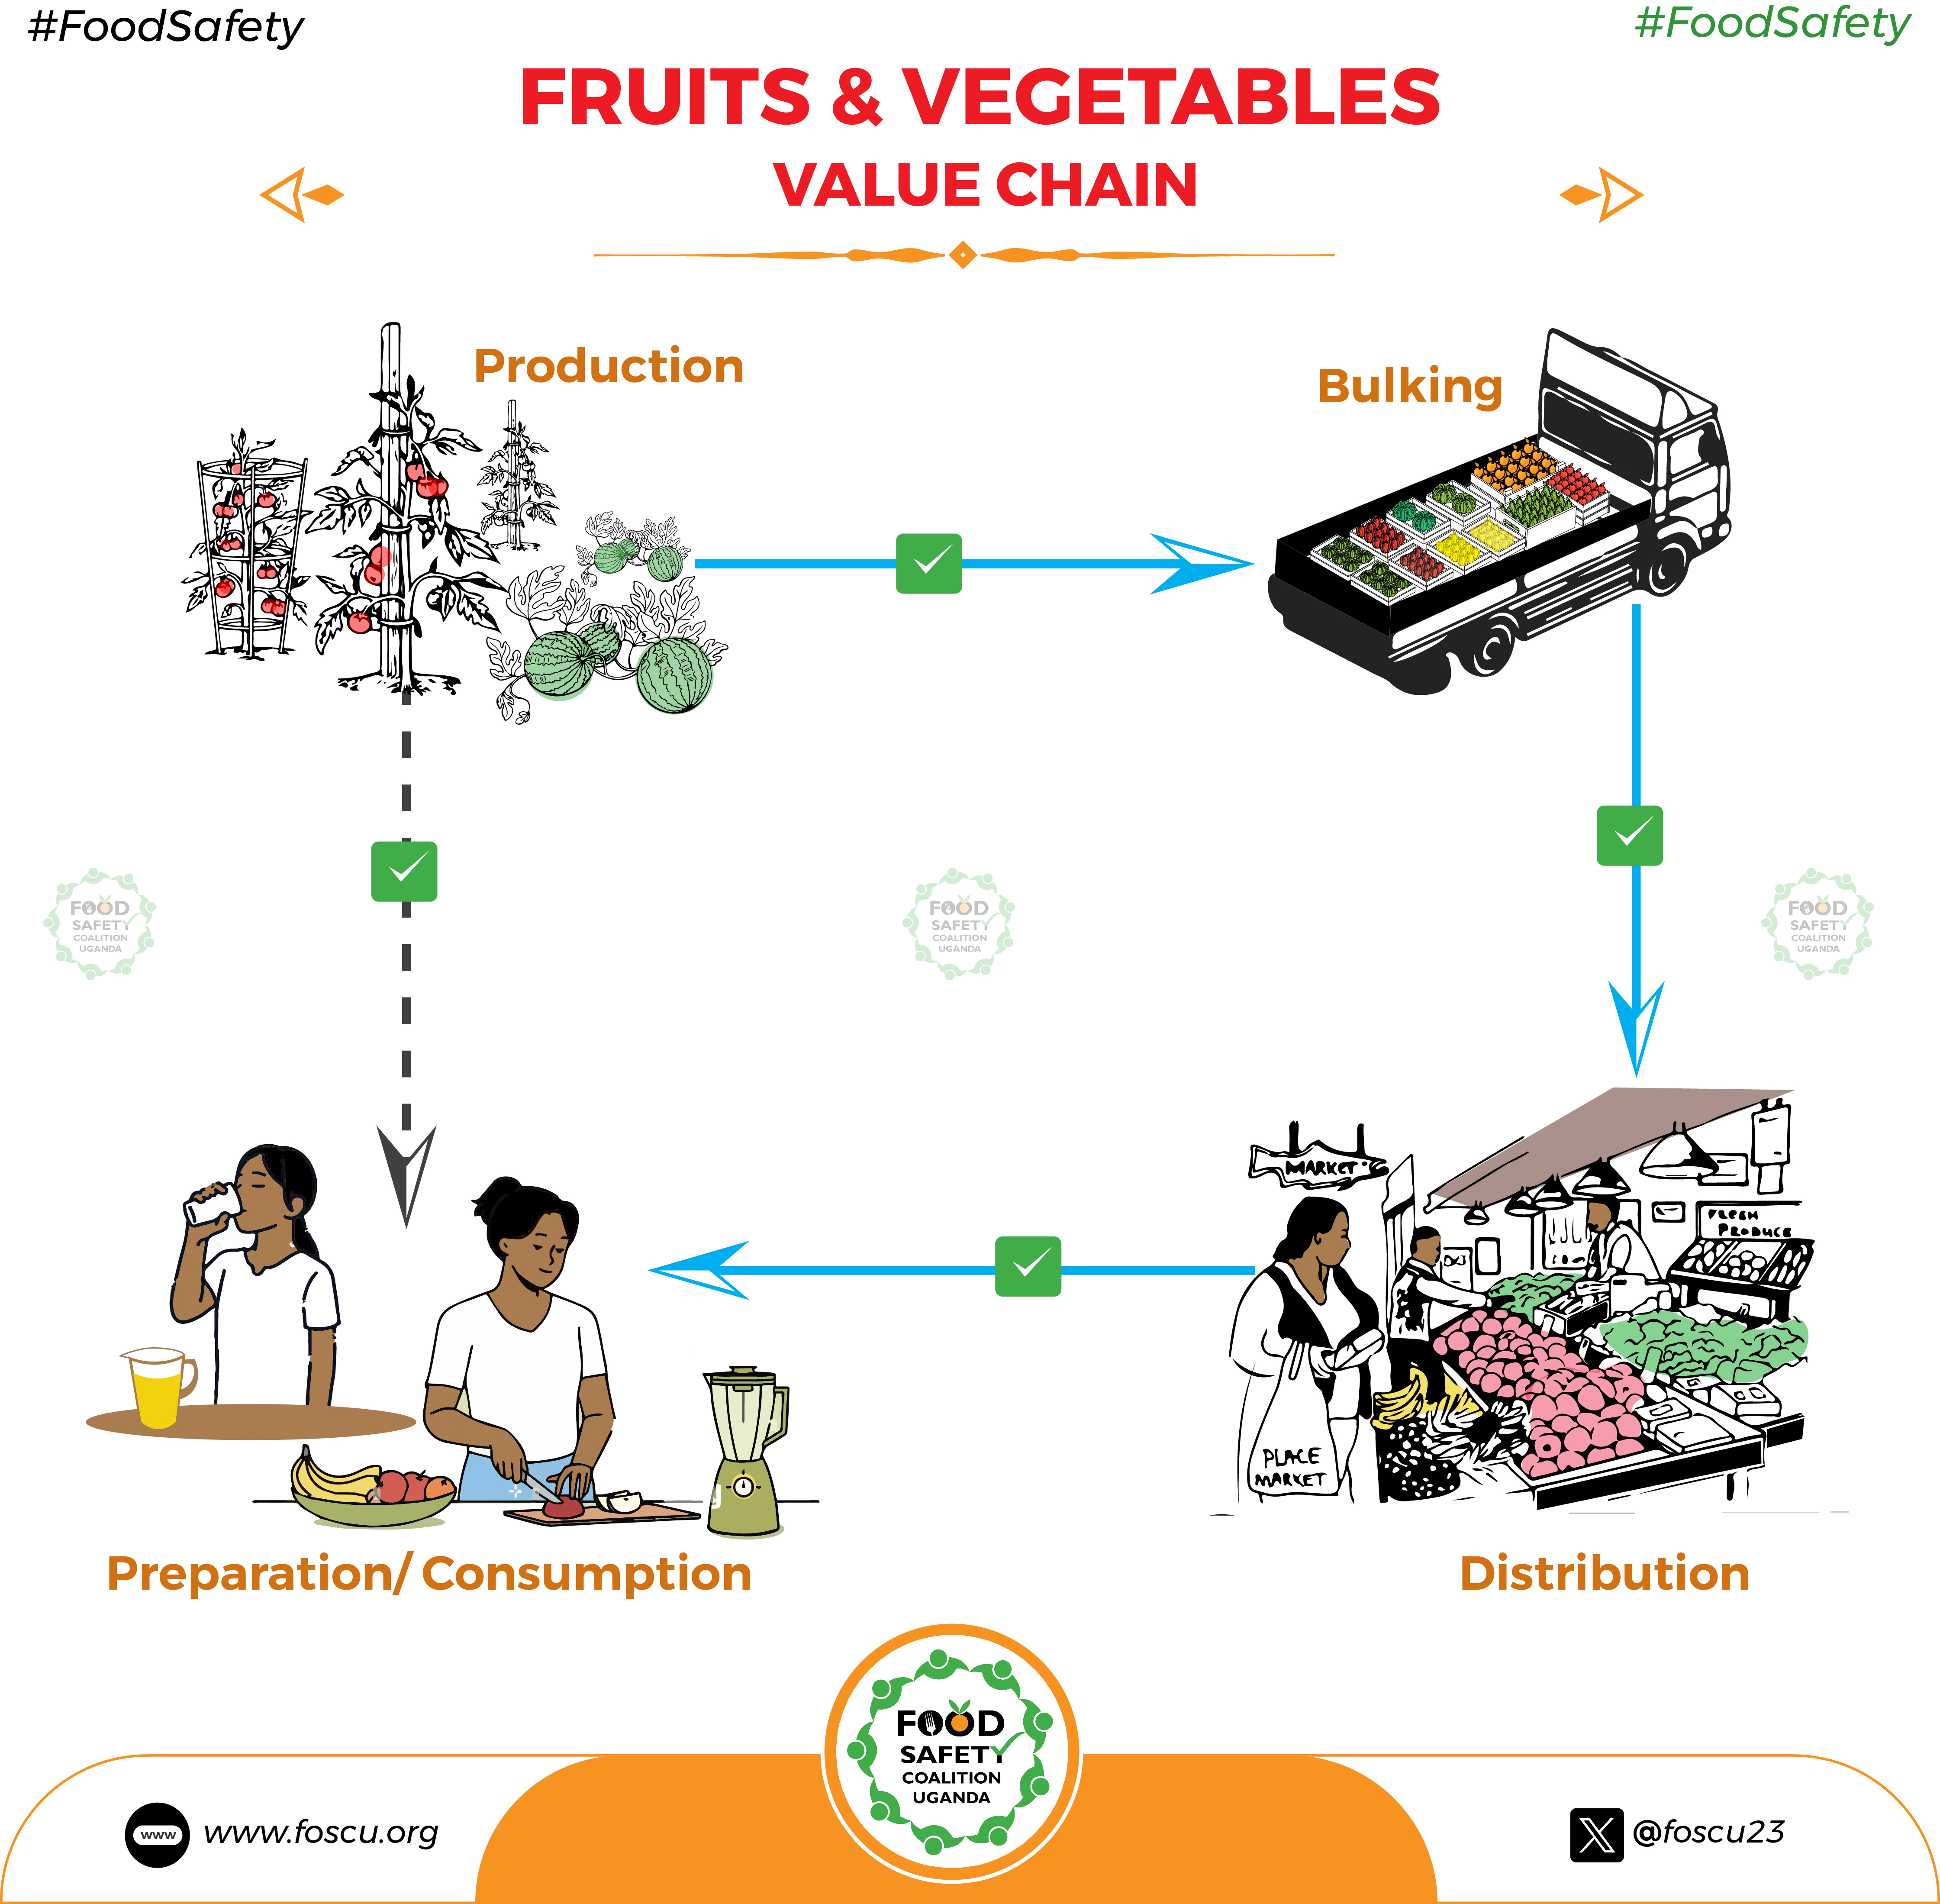 #FoodSafety
#FoodSafety
FRUITS & VEGETABLES
VALUE CHAIN
Production
Bulking
FOOD
SAFETY
COALITION
UGANDA
FOOD
SAFETY
COALITION
UGANDA
FOOD
SAFETY
COALITION
UGANDA
MARKET
FRESH
PRODUCE
PLACE
MARKET
Preparation/ Consumption
Distribution
FOOD
SAFETY
COALITION
UGANDA
www
www.foscu.org
@foscu23